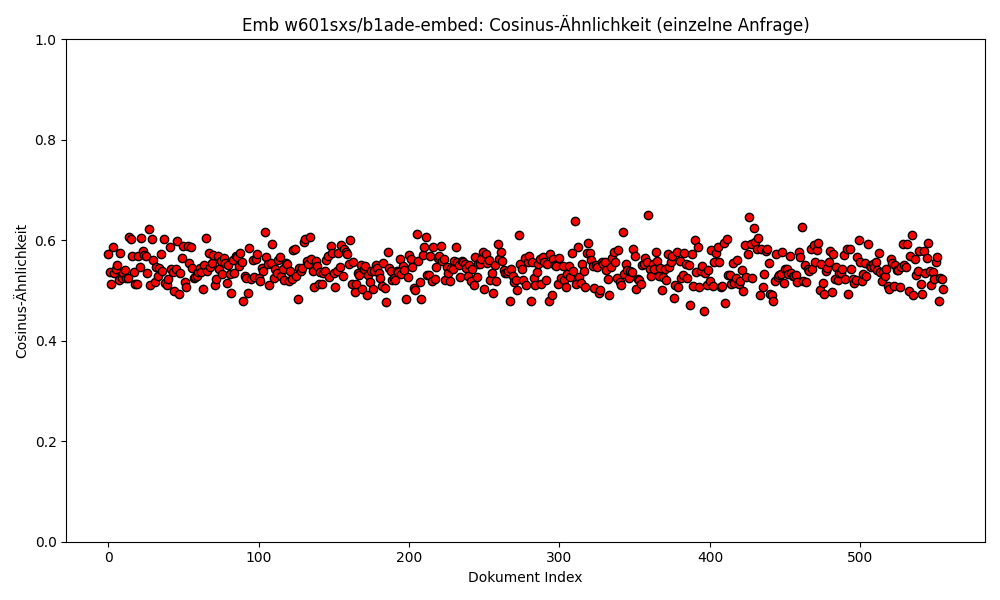 Emb w601sxs/b1ade-embed: Cosinus-Ähnlichkeit (einzelne Anfrage)
1.0
0.8
0.6
0.4
0.2
0.0
Cosinus-Ähnlichkeit
0 100 200 300 400 500
Dokument Index